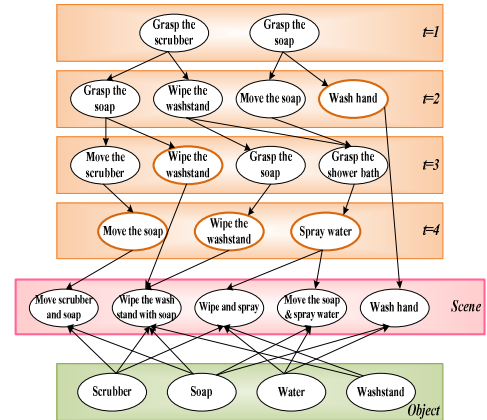 Grasp the
scrubber
Grasp the
soap
t=1
Grasp the
soap
Wipe the
washstand
Move the soap
Wash hand
t=2
Move the
scrubber
Wipe the
washstand
Grasp the
soap
Grasp the
shower bath
t=3
Move the soap
Wipe the
washstand
Spray water
t=4
Move scrubber
and soap
Wipe the wash
stand with soap
Wipe and spray
Move the soap
& spray water
Wash hand
Scene
Scrubber
Soap
Water
Washstand
Object